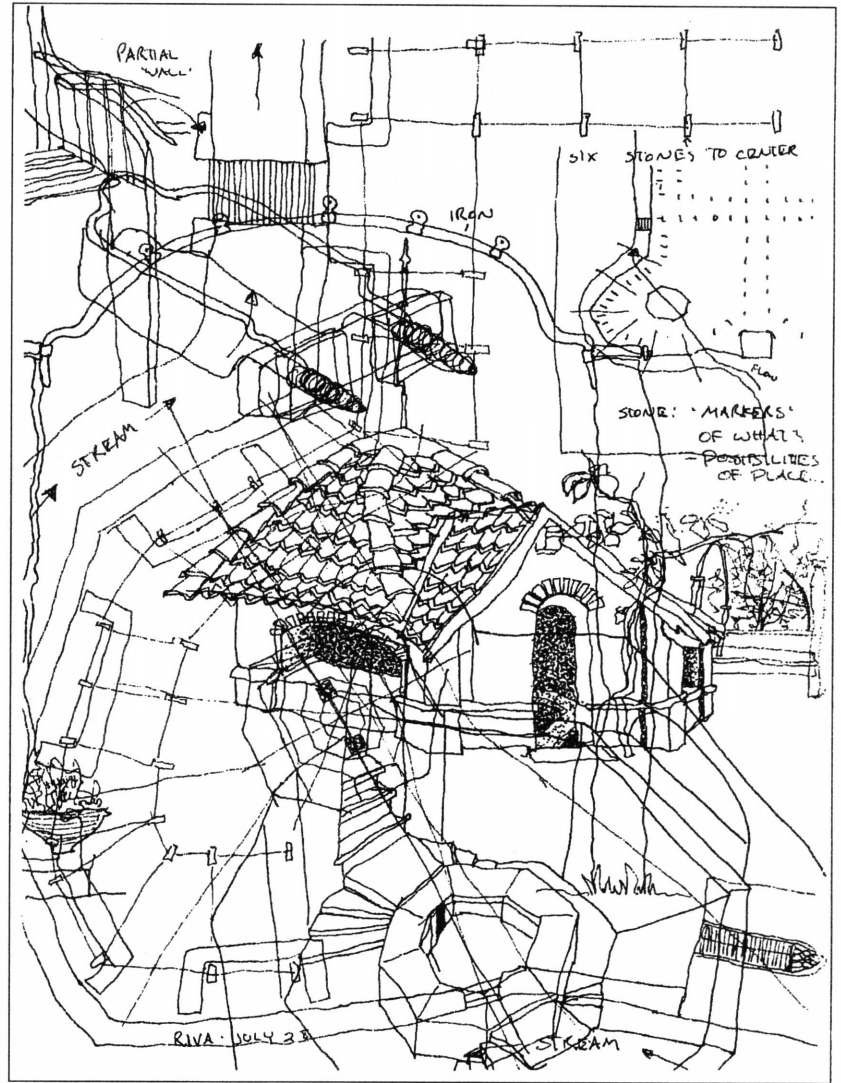 PARTIAL
'WALL'
SIX STONES TO CENTER
IRON
FLOW
STONE: 'MARKERS'
OF WHAT'S
POSSIBILITIES
OF PLACE...
STREAM
RIVA · JULY 23
STREAM